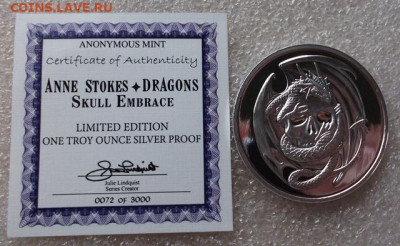 COINS.LAVE.RU
ANONYMOUS MINT
Certificate of Authenticity
ANNE STOKES DRAGONS
SKULL EMBRACE
LIMITED EDITION
ONE TROY OUNCE SILVER PROOF
Julie Lindquist
Series Creator
0072 OF 3000